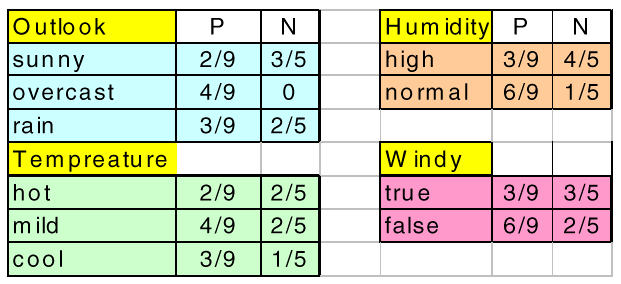 Outlook P N Humidity P N
sunny 2/9 3/5 high 3/9 4/5
overcast 4/9 0 normal 6/9 1/5
rain 3/9 2/5
Tempreature Windy
hot 2/9 2/5 true 3/9 3/5
mild 4/9 2/5 false 6/9 2/5
cool 3/9 1/5